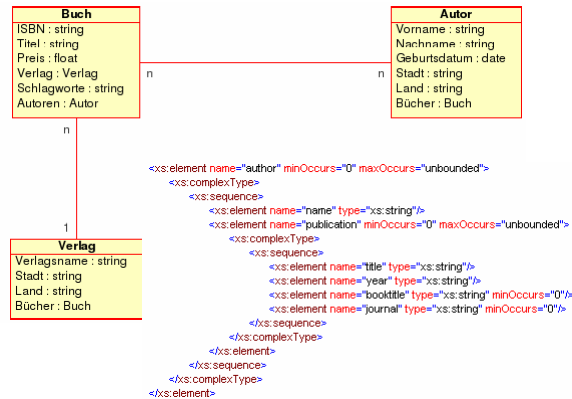 Buch
ISBN : string
Titel : string
Preis : float
Verlag : Verlag
Schlagworte : string
Autoren : Autor
Autor
Vorname : string
Nachname : string
Geburtsdatum : date
Stadt : string
Land : string
Bücher : Buch
n
n
n
1
Verlag
Verlagsname : string
Stadt : string
Land : string
Bücher : Buch
<xs:element name="author" minOccurs="0" maxOccurs="unbounded">
<xs:complexType>
<xs:sequence>
<xs:element name="name" type="xs:string"/>
<xs:element name="publication" minOccurs="0" maxOccurs="unbounded">
<xs:complexType>
<xs:sequence>
<xs:element name="title" type="xs:string"/>
<xs:element name="year" type="xs:string"/>
<xs:element name="booktitle" type="xs:string" minOccurs="0"/>
<xs:element name="journal" type="xs:string" minOccurs="0"/>
</xs:sequence>
</xs:complexType>
</xs:element>
</xs:sequence>
</xs:complexType>
</xs:element>